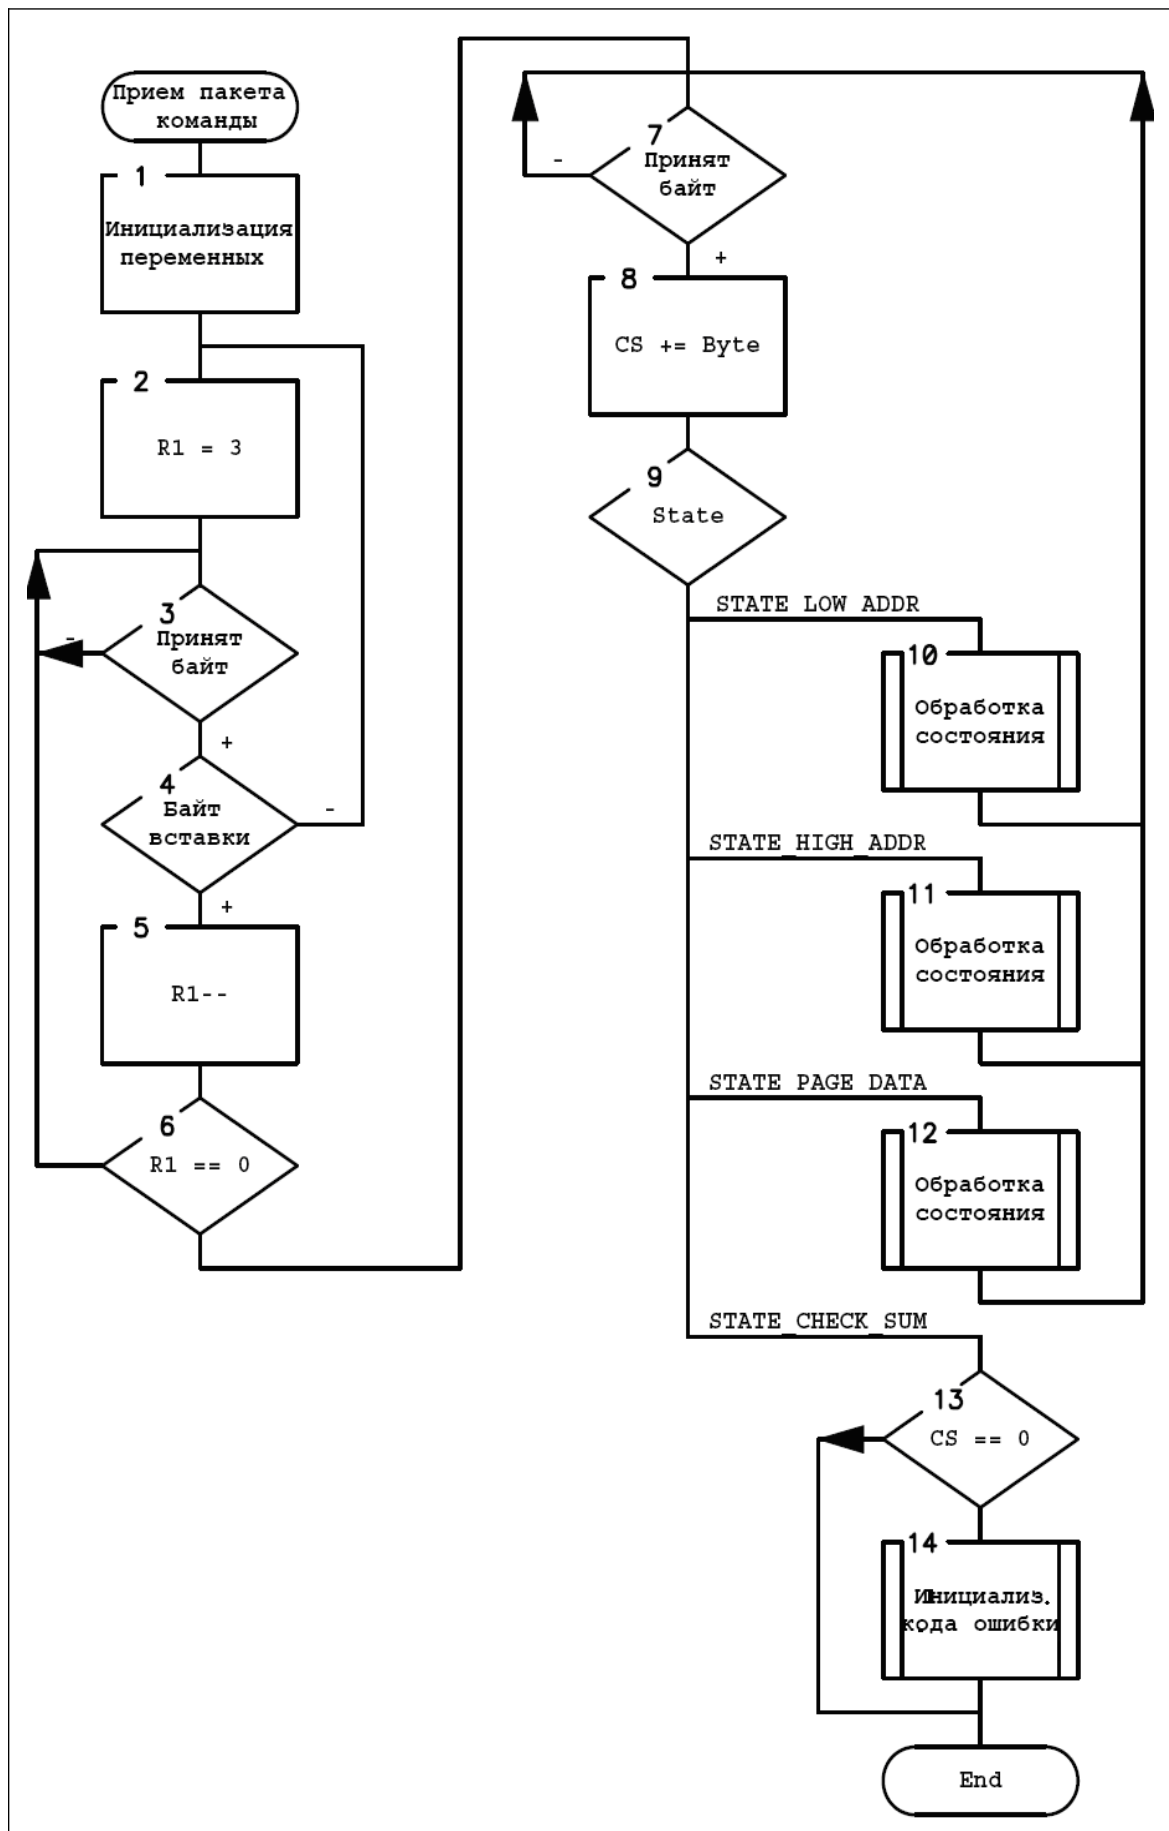 Прием пакета
команды
1
Инициализация
переменных
2
R1 = 3
3
Принят
байт
-
+
4
Байт
вставки
-
+
5
R1--
6
R1 == 0
7
Принят
байт
-
+
8
CS += Byte
9
State
STATE LOW ADDR
10
Обработка
состояния
STATE_HIGH_ADDR
11
Обработка
состояния
STATE PAGE DATA
12
Обработка
состояния
STATE_CHECK_SUM
13
CS == 0
14
Инициализ.
кода ошибки
End